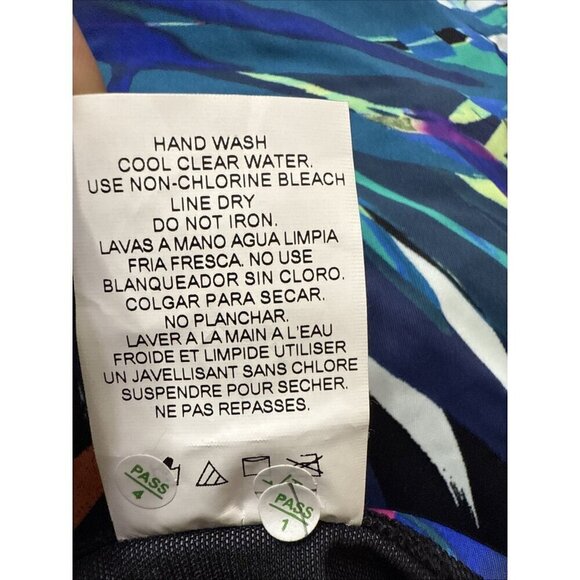 HAND WASH
COOL CLEAR WATER.
USE NON-CHLORINE BLEACH
LINE DRY
DO NOT IRON.
LAVAS A MANO AGUA LIMPIA
FRIA FRESCA. NO USE
BLANQUEADOR SIN CLORO.
COLGAR PARA SECAR.
NO PLANCHAR.
LAVER A LA MAIN A L'EAU
FROIDE ET LIMPIDE UTILISER
UN JAVELLISANT SANS CHLORE
SUSPENDRE POUR SECHER.
NE PAS REPASSES.
PASS
4
PASS
1